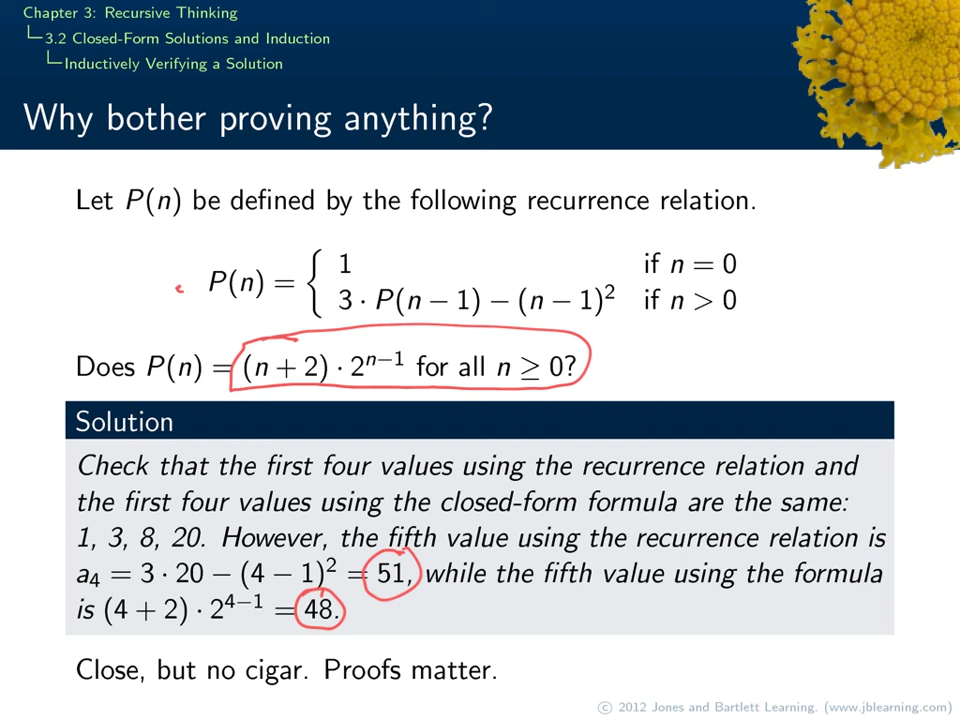 Chapter 3: Recursive Thinking
3.2 Closed-Form Solutions and Induction
Inductively Verifying a Solution
Why bother proving anything?
Let P(n) be defined by the following recurrence relation.
P(n) = { 1 if n = 0
3 · P(n − 1) − (n − 1)² if n > 0
Does P(n) = (n + 2) · 2ⁿ⁻¹ for all n ≥ 0?
Solution
Check that the first four values using the recurrence relation and
the first four values using the closed-form formula are the same:
1, 3, 8, 20. However, the fifth value using the recurrence relation is
a₄ = 3 · 20 − (4 − 1)² = 51, while the fifth value using the formula
is (4 + 2) · 2⁴⁻¹ = 48.
Close, but no cigar. Proofs matter.
© 2012 Jones and Bartlett Learning. (www.jblearning.com)